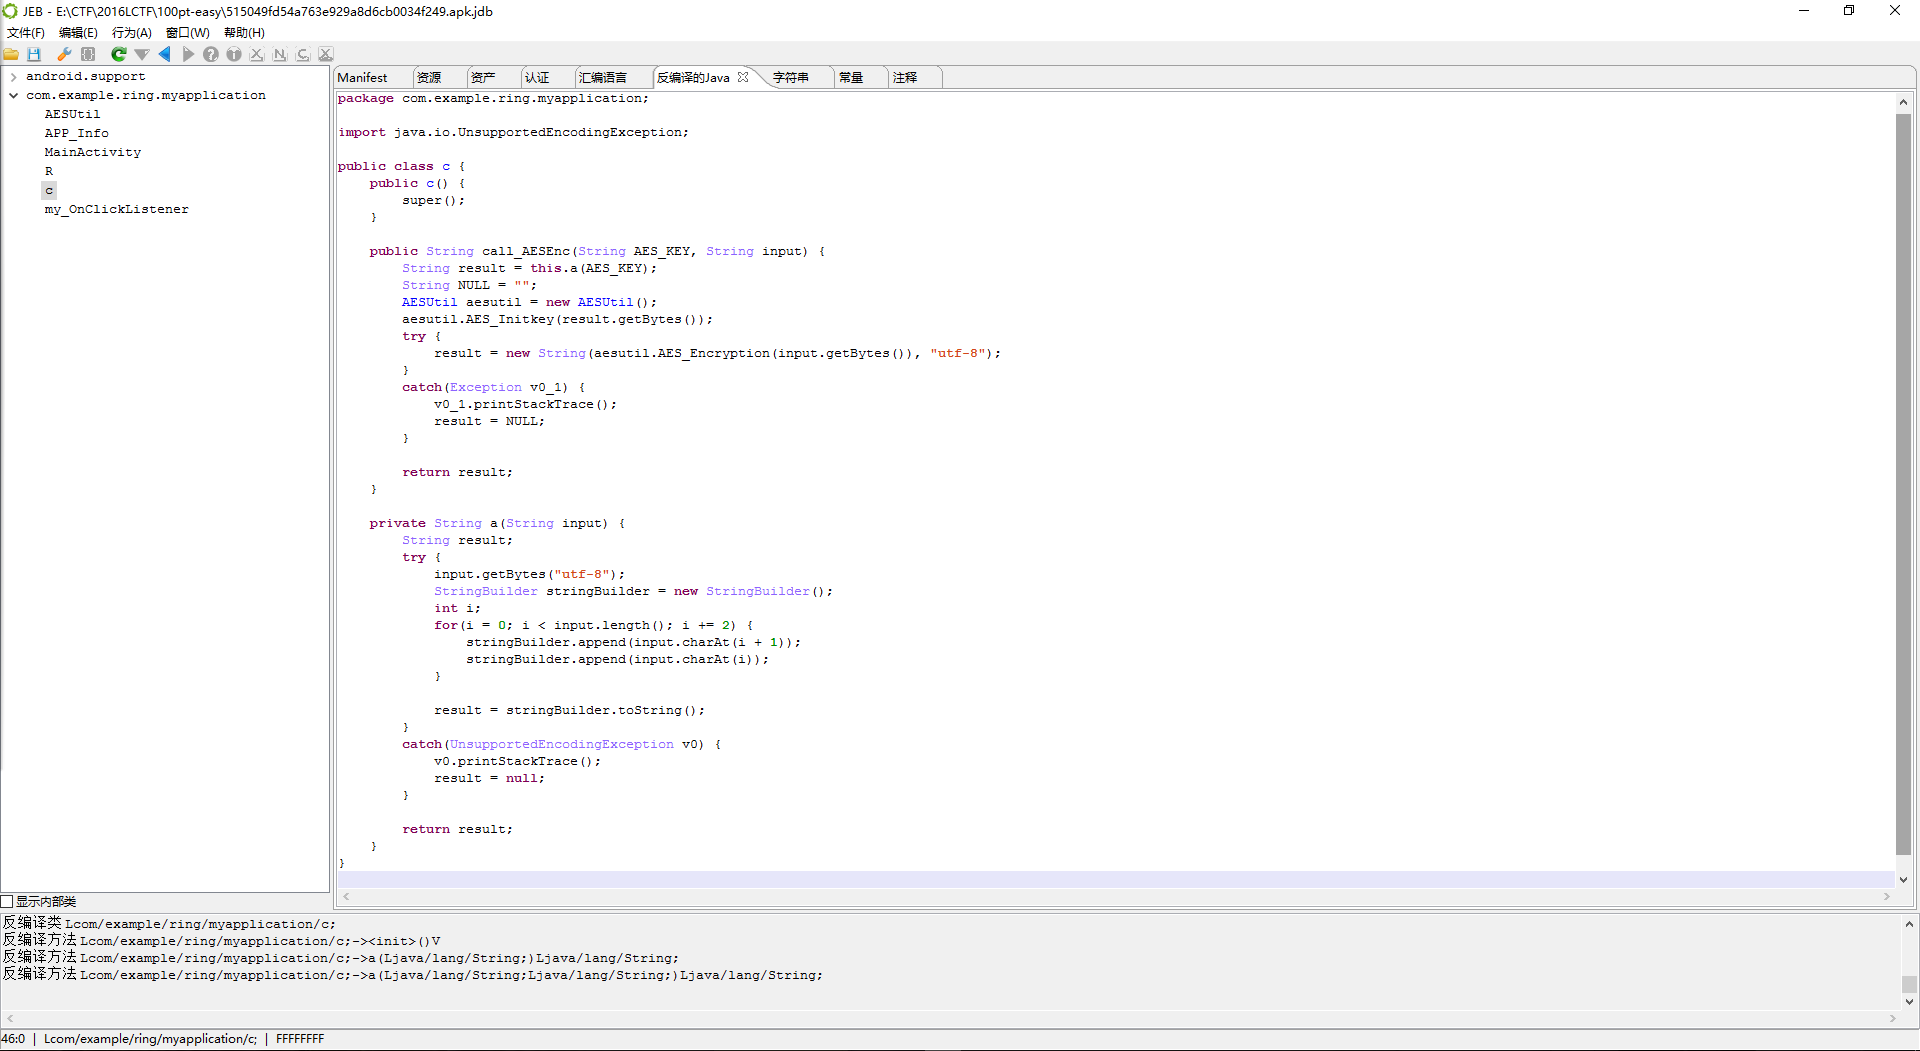 JEB - E:\CTF\2016LCTF\100pt-easy\515049fd54a763e929a8d6cb0034f249.apk.jdb
文件(F) 编辑(E) 行为(A) 窗口(W) 帮助(H)
android.support
com.example.ring.myapplication
AESUtil
APP_Info
MainActivity
R
c
my_OnClickListener
显示内部类
Manifest 资源 资产 认证 汇编语言 反编译的Java 字符串 常量 注释
package com.example.ring.myapplication;
import java.io.UnsupportedEncodingException;
public class c {
public c() {
super();
}
public String call_AESEnc(String AES_KEY, String input) {
String result = this.a(AES_KEY);
String NULL = "";
AESUtil aesutil = new AESUtil();
aesutil.AES_Initkey(result.getBytes());
try {
result = new String(aesutil.AES_Encryption(input.getBytes()), "utf-8");
}
catch(Exception v0_1) {
v0_1.printStackTrace();
result = NULL;
}
return result;
}
private String a(String input) {
String result;
try {
input.getBytes("utf-8");
StringBuilder stringBuilder = new StringBuilder();
int i;
for(i = 0; i < input.length(); i += 2) {
stringBuilder.append(input.charAt(i + 1));
stringBuilder.append(input.charAt(i));
}
result = stringBuilder.toString();
}
catch(UnsupportedEncodingException v0) {
v0.printStackTrace();
result = null;
}
return result;
}
}
反编译类 Lcom/example/ring/myapplication/c;
反编译方法 Lcom/example/ring/myapplication/c;-><init>()V
反编译方法 Lcom/example/ring/myapplication/c;->a(Ljava/lang/String;)Ljava/lang/String;
反编译方法 Lcom/example/ring/myapplication/c;->a(Ljava/lang/String;Ljava/lang/String;)Ljava/lang/String;
46:0 | Lcom/example/ring/myapplication/c; | FFFFFFFF